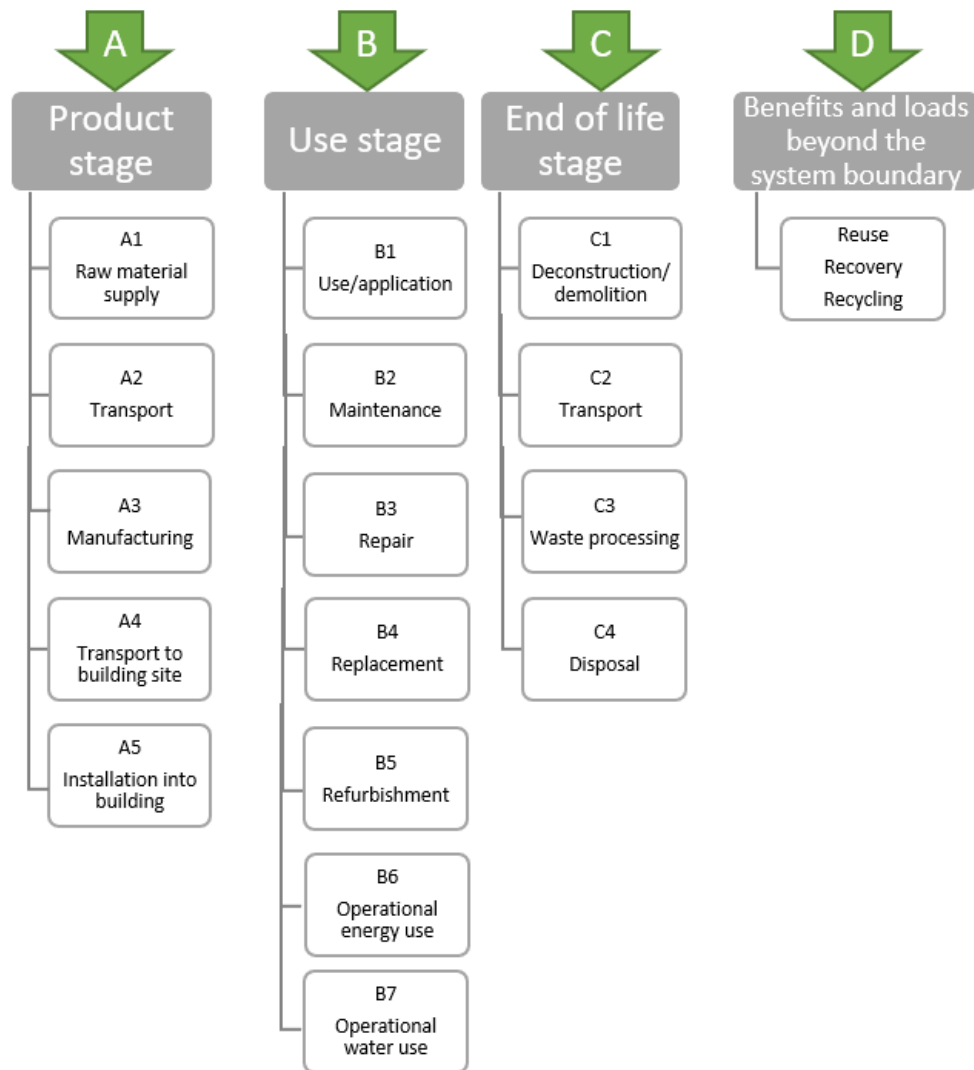 A
Product
stage
A1
Raw material
supply
A2
Transport
A3
Manufacturing
A4
Transport to
building site
A5
Installation into
building
B
Use stage
B1
Use/application
B2
Maintenance
B3
Repair
B4
Replacement
B5
Refurbishment
B6
Operational
energy use
B7
Operational
water use
C
End of life
stage
C1
Deconstruction/
demolition
C2
Transport
C3
Waste processing
C4
Disposal
D
Benefits and loads
beyond the
system boundary
Reuse
Recovery
Recycling